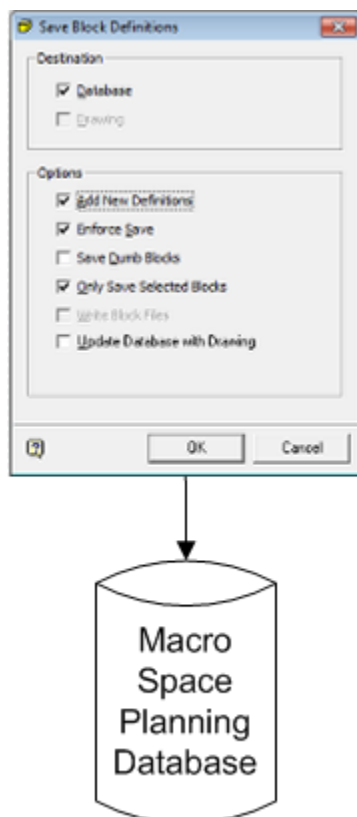 Save Block Definitions
Destination
Database
Drawing
Options
Add New Definitions
Enforce Save
Save Dumb Blocks
Only Save Selected Blocks
Write Block Files
Update Database with Drawing
OK
Cancel
Macro
Space
Planning
Database